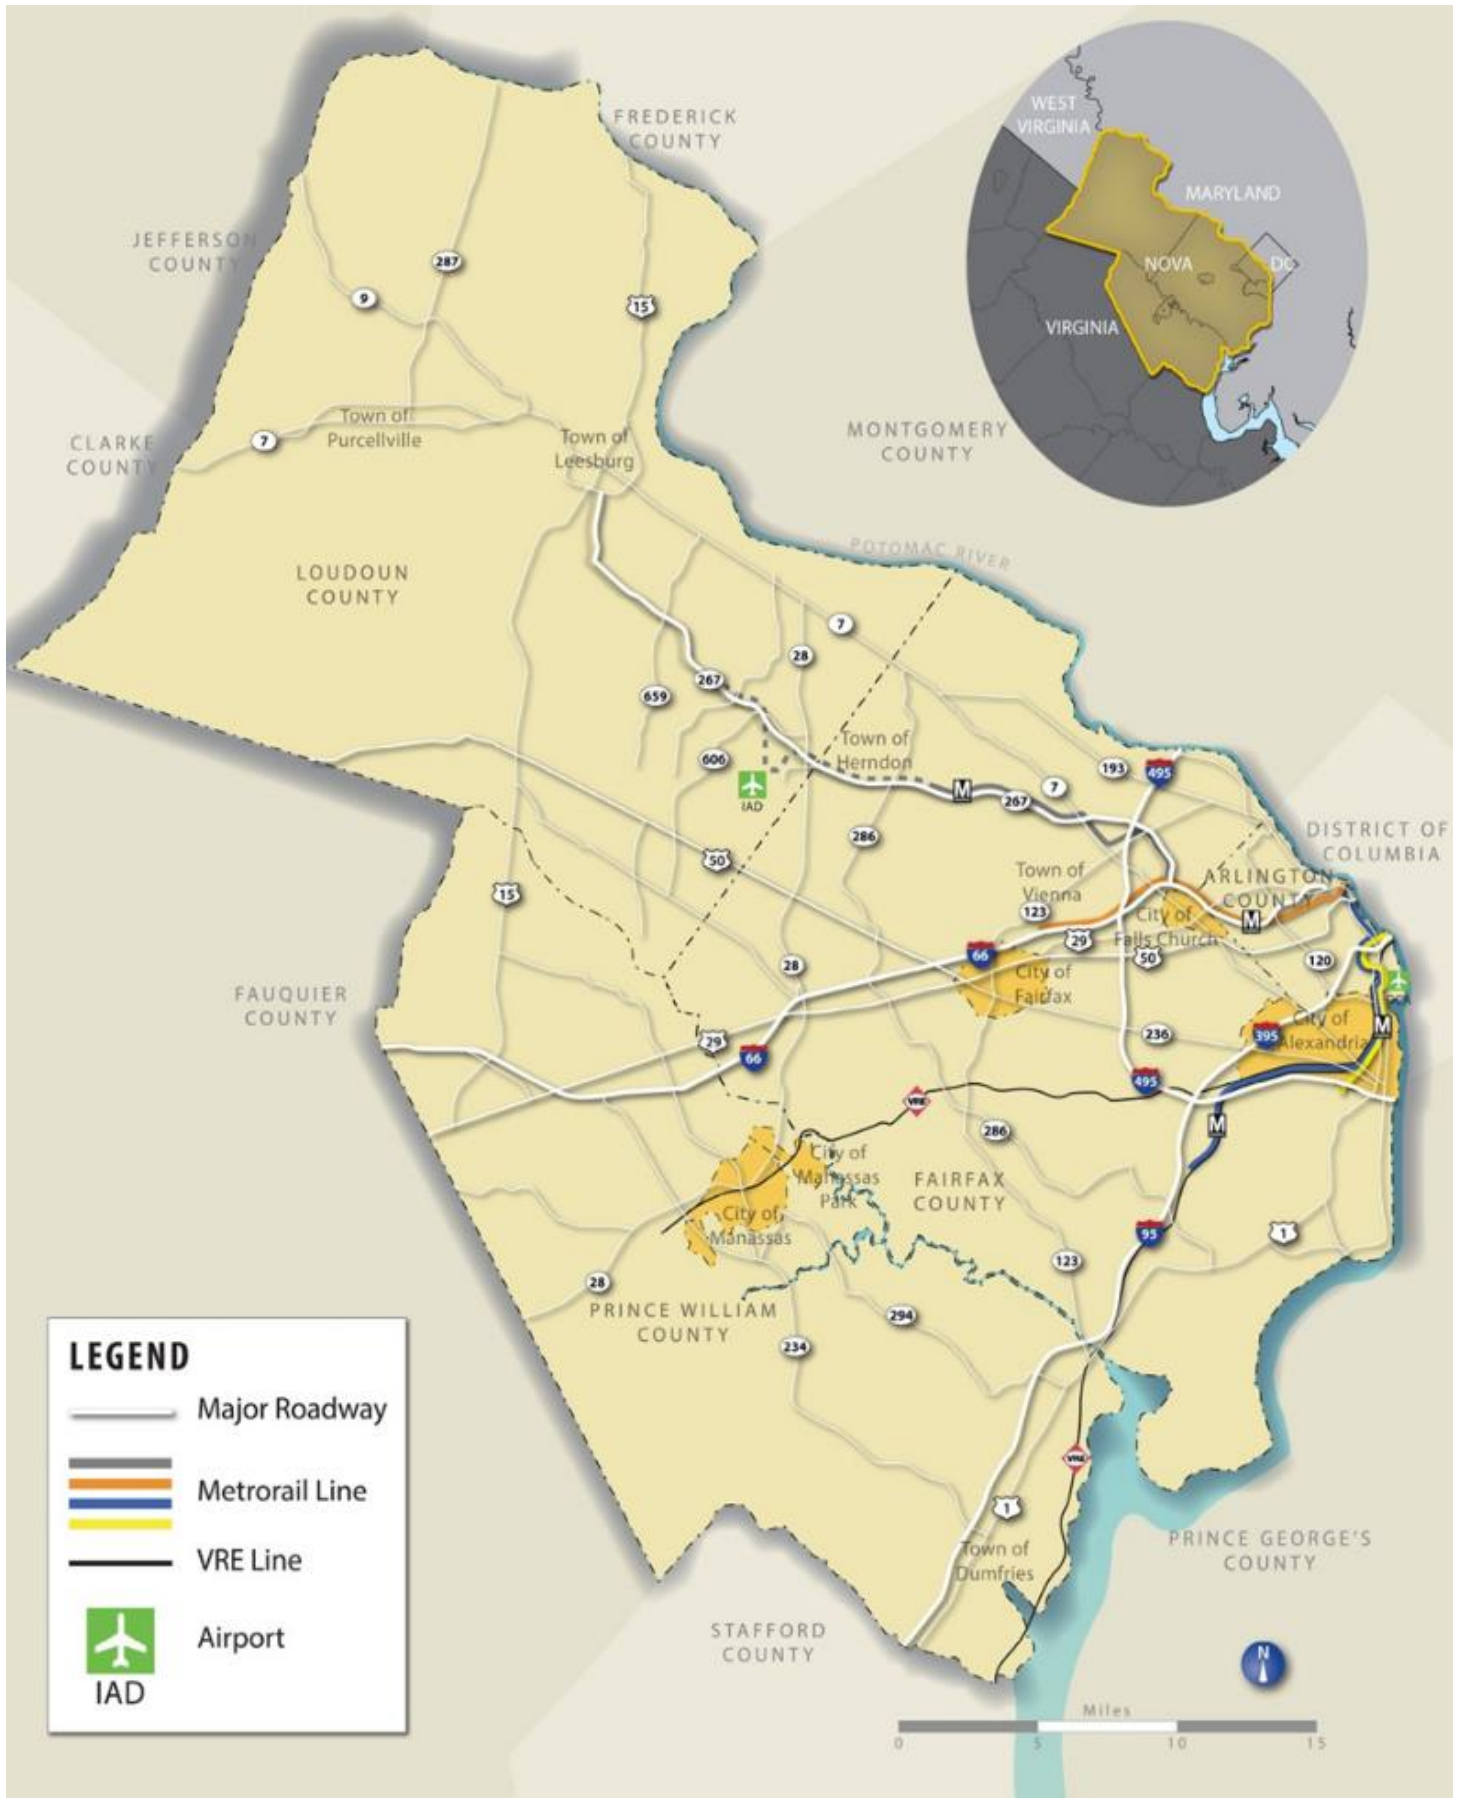 FREDERICK
COUNTY
WEST
VIRGINIA
MARYLAND
NOVA
DC
VIRGINIA
JEFFERSON
COUNTY
287
9
15
Town of
Purcellville
7
CLARKE
COUNTY
Town of
Leesburg
MONTGOMERY
COUNTY
POTOMAC RIVER
LOUDOUN
COUNTY
7
28
267
659
606
IAD
Town of
Herndon
M
267
7
193
495
286
50
15
DISTRICT OF
COLUMBIA
Town of
Vienna
ARLINGTON
COUNTY
123
City of
Falls Church
M
29
50
120
66
28
City of
Fairfax
FAUQUIER
COUNTY
29
66
236
395
City of
Alexandria
M
495
VRE
286
M
City of
Manassas
Park
FAIRFAX
COUNTY
City of
Manassas
95
1
123
28
PRINCE WILLIAM
COUNTY
294
234
VRE
1
Town of
Dumfries
PRINCE GEORGE'S
COUNTY
STAFFORD
COUNTY
LEGEND
Major Roadway
Metrorail Line
VRE Line
Airport
IAD
N
Miles
0 5 10 15